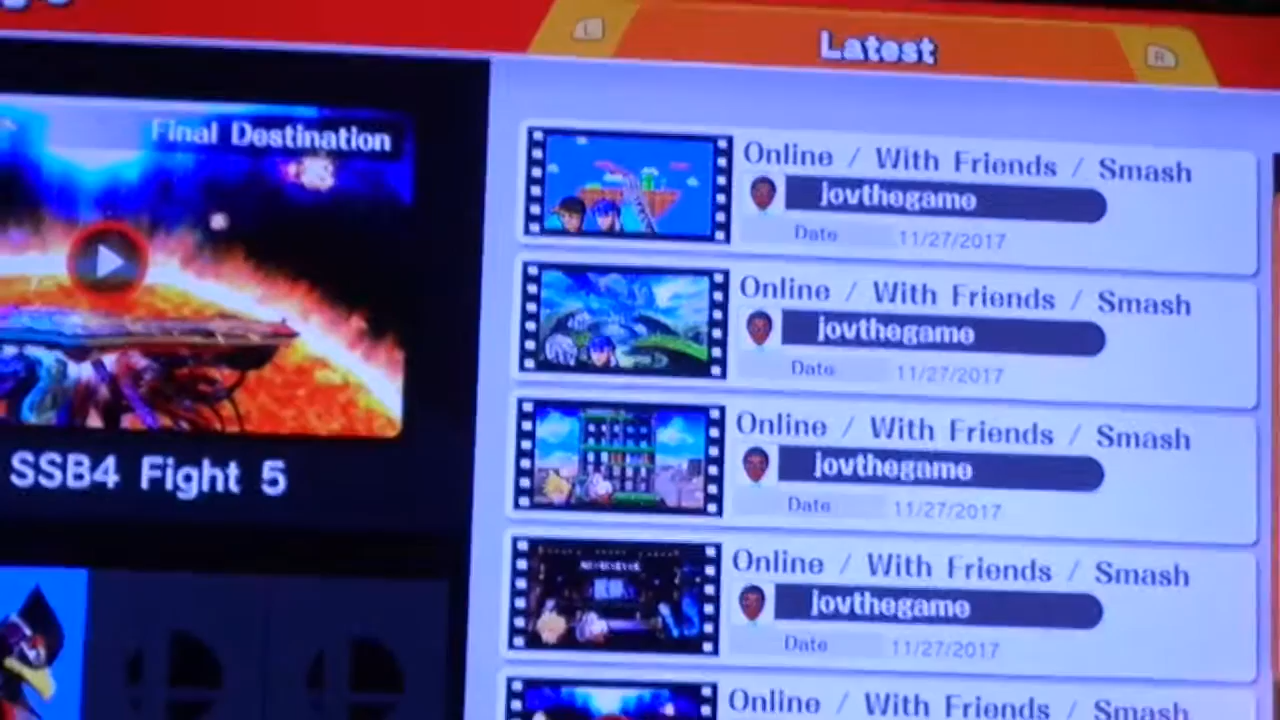 L
Latest
R
Final Destination
SSB4 Fight 5
Online / With Friends / Smash
jovthegame
Date 11/27/2017
Online / With Friends / Smash
jovthegame
Date 11/27/2017
Online / With Friends / Smash
jovthegame
Date 11/27/2017
Online / With Friends / Smash
jovthegame
Date 11/27/2017
Online / With Friends / Smash